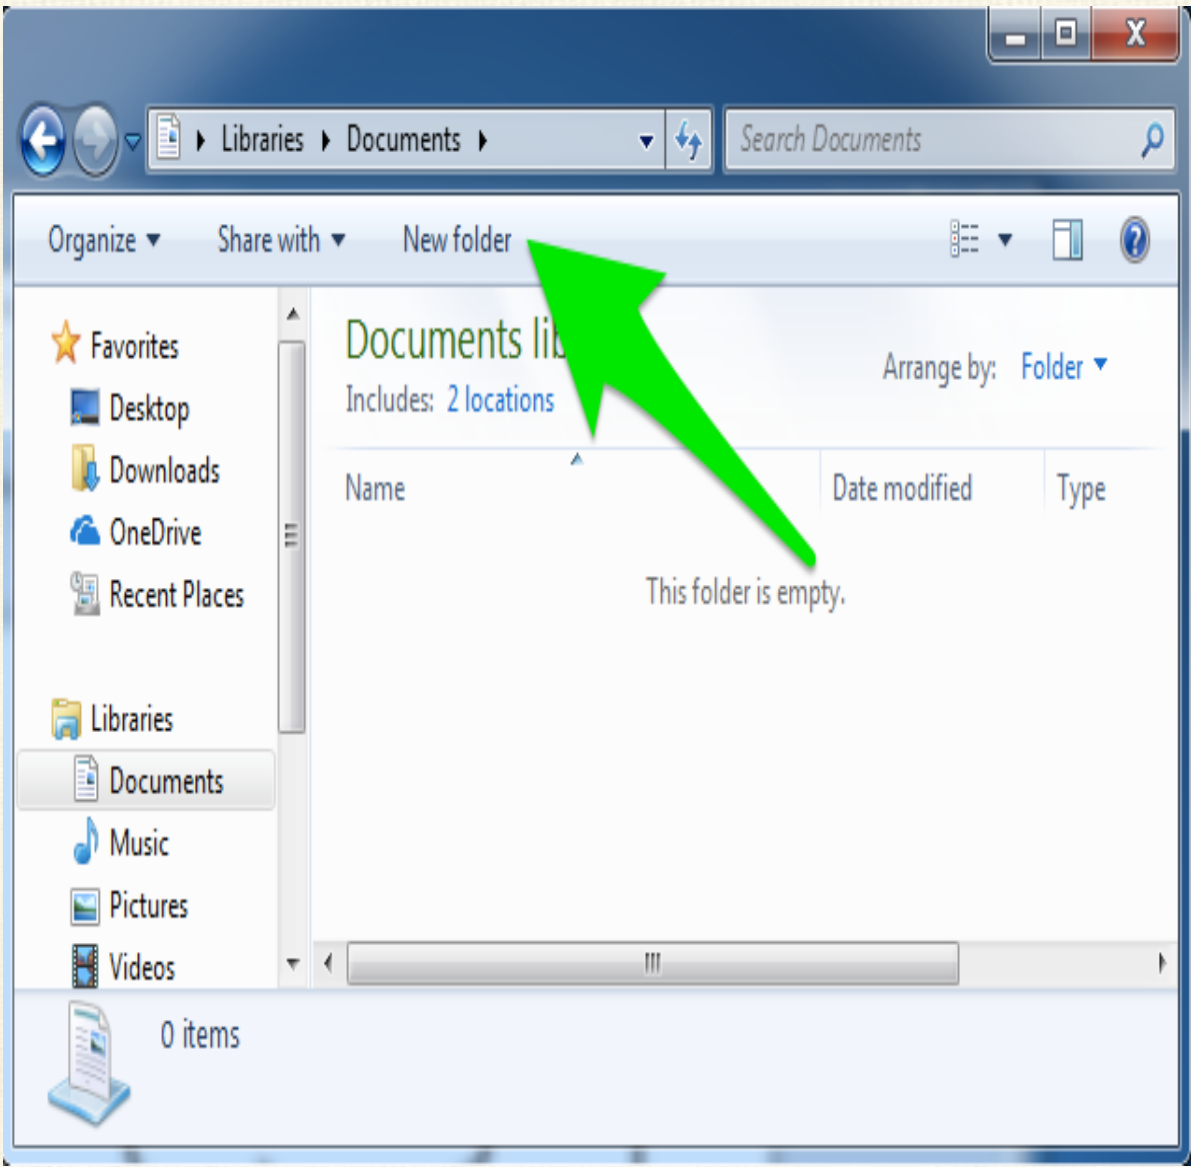 Libraries Documents
Search Documents
Organize Share with New folder
Favorites
Desktop
Downloads
OneDrive
Recent Places
Libraries
Documents
Music
Pictures
Videos
Documents lib
Includes: 2 locations
Arrange by: Folder
Name Date modified Type
This folder is empty.
0 items